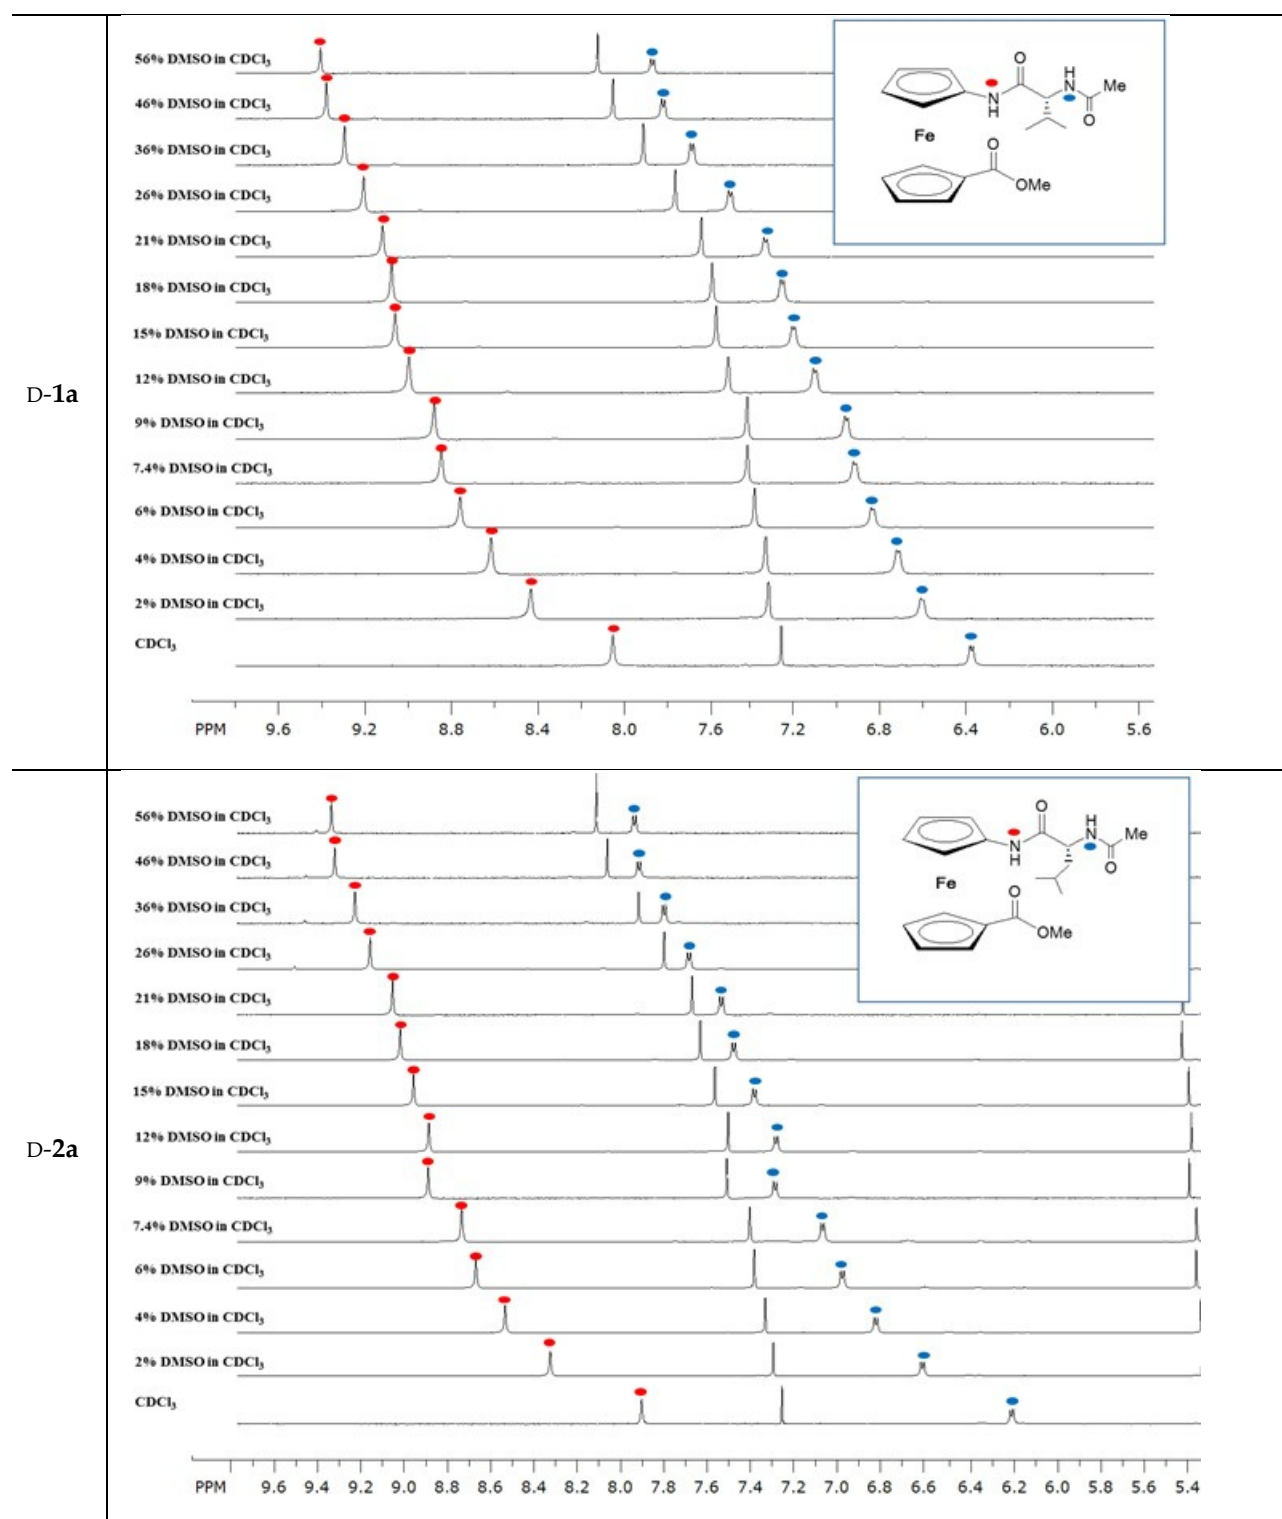 56% DMSO in CDCl3
46% DMSO in CDCl3
36% DMSO in CDCl3
26% DMSO in CDCl3
21% DMSO in CDCl3
18% DMSO in CDCl3
15% DMSO in CDCl3
12% DMSO in CDCl3
9% DMSO in CDCl3
7.4% DMSO in CDCl3
6% DMSO in CDCl3
4% DMSO in CDCl3
2% DMSO in CDCl3
CDCl3
D-1a
O
H
N
Me
N
H
O
Fe
O
OMe
PPM 9.6 9.2 8.8 8.4 8.0 7.6 7.2 6.8 6.4 6.0 5.6
56% DMSO in CDCl3
46% DMSO in CDCl3
36% DMSO in CDCl3
26% DMSO in CDCl3
21% DMSO in CDCl3
18% DMSO in CDCl3
15% DMSO in CDCl3
12% DMSO in CDCl3
9% DMSO in CDCl3
7.4% DMSO in CDCl3
6% DMSO in CDCl3
4% DMSO in CDCl3
2% DMSO in CDCl3
CDCl3
D-2a
O
H
N
Me
N
H
O
Fe
O
OMe
PPM 9.6 9.4 9.2 9.0 8.8 8.6 8.4 8.2 8.0 7.8 7.6 7.4 7.2 7.0 6.8 6.6 6.4 6.2 6.0 5.8 5.6 5.4